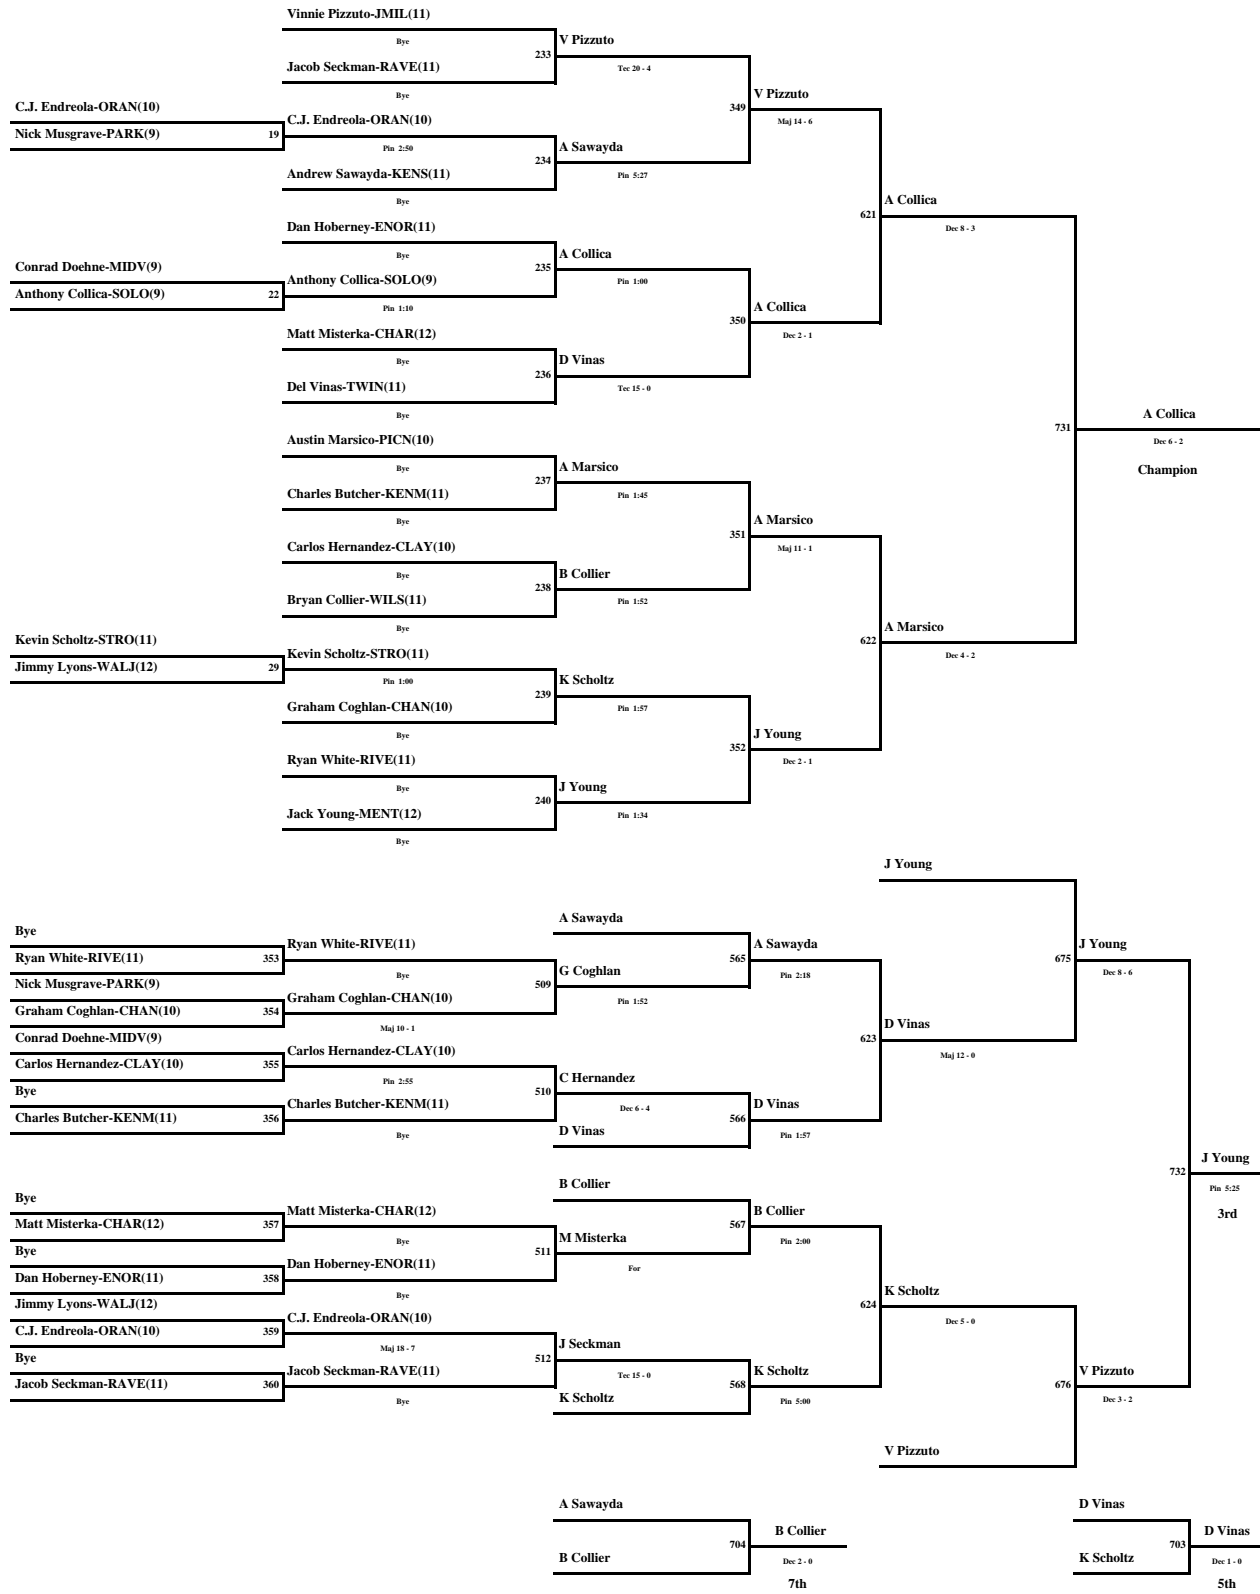 Vinnie Pizzuto-JMIL(11)
Bye
233
V Pizzuto
Tec 20 - 4
Jacob Seckman-RAVE(11)
Bye
349
V Pizzuto
Maj 14 - 6
C.J. Endreola-ORAN(10)
Nick Musgrave-PARK(9)
19
C.J. Endreola-ORAN(10)
Pin 2:50
234
A Sawayda
Pin 5:27
Andrew Sawayda-KENS(11)
Bye
621
A Collica
Dec 8 - 3
Dan Hoberney-ENOR(11)
Bye
235
A Collica
Pin 1:00
Conrad Doehne-MIDV(9)
Anthony Collica-SOLO(9)
22
Anthony Collica-SOLO(9)
Pin 1:10
350
A Collica
Dec 2 - 1
Matt Misterka-CHAR(12)
Bye
236
D Vinas
Tec 15 - 0
Del Vinas-TWIN(11)
Bye
731
A Collica
Dec 6 - 2
Champion
Austin Marsico-PICN(10)
Bye
237
A Marsico
Pin 1:45
Charles Butcher-KENM(11)
Bye
351
A Marsico
Maj 11 - 1
Carlos Hernandez-CLAY(10)
Bye
238
B Collier
Pin 1:52
Bryan Collier-WILS(11)
Bye
622
A Marsico
Dec 4 - 2
Kevin Scholtz-STRO(11)
Jimmy Lyons-WALJ(12)
29
Kevin Scholtz-STRO(11)
Pin 1:00
239
K Scholtz
Pin 1:57
Graham Coghlan-CHAN(10)
Bye
352
J Young
Dec 2 - 1
Ryan White-RIVE(11)
Bye
240
J Young
Pin 1:34
Jack Young-MENT(12)
Bye
J Young
A Sawayda
Bye
Ryan White-RIVE(11)
353
Ryan White-RIVE(11)
Bye
565
A Sawayda
Pin 2:18
675
J Young
Dec 8 - 6
Nick Musgrave-PARK(9)
Graham Coghlan-CHAN(10)
354
Graham Coghlan-CHAN(10)
Maj 10 - 1
509
G Coghlan
Pin 1:52
Conrad Doehne-MIDV(9)
Carlos Hernandez-CLAY(10)
355
Carlos Hernandez-CLAY(10)
Pin 2:55
623
D Vinas
Maj 12 - 0
Bye
Charles Butcher-KENM(11)
356
Charles Butcher-KENM(11)
Bye
510
C Hernandez
Dec 6 - 4
D Vinas
566
D Vinas
Pin 1:57
732
J Young
Pin 5:25
3rd
B Collier
Bye
Matt Misterka-CHAR(12)
357
Matt Misterka-CHAR(12)
Bye
567
B Collier
Pin 2:00
Bye
Dan Hoberney-ENOR(11)
358
Dan Hoberney-ENOR(11)
Bye
511
M Misterka
For
Jimmy Lyons-WALJ(12)
C.J. Endreola-ORAN(10)
359
C.J. Endreola-ORAN(10)
Maj 18 - 7
624
K Scholtz
Dec 5 - 0
Bye
Jacob Seckman-RAVE(11)
360
Jacob Seckman-RAVE(11)
Bye
512
J Seckman
Tec 15 - 0
K Scholtz
568
K Scholtz
Pin 5:00
676
V Pizzuto
Dec 3 - 2
V Pizzuto
A Sawayda
B Collier
704
B Collier
Dec 2 - 0
7th
D Vinas
K Scholtz
703
D Vinas
Dec 1 - 0
5th